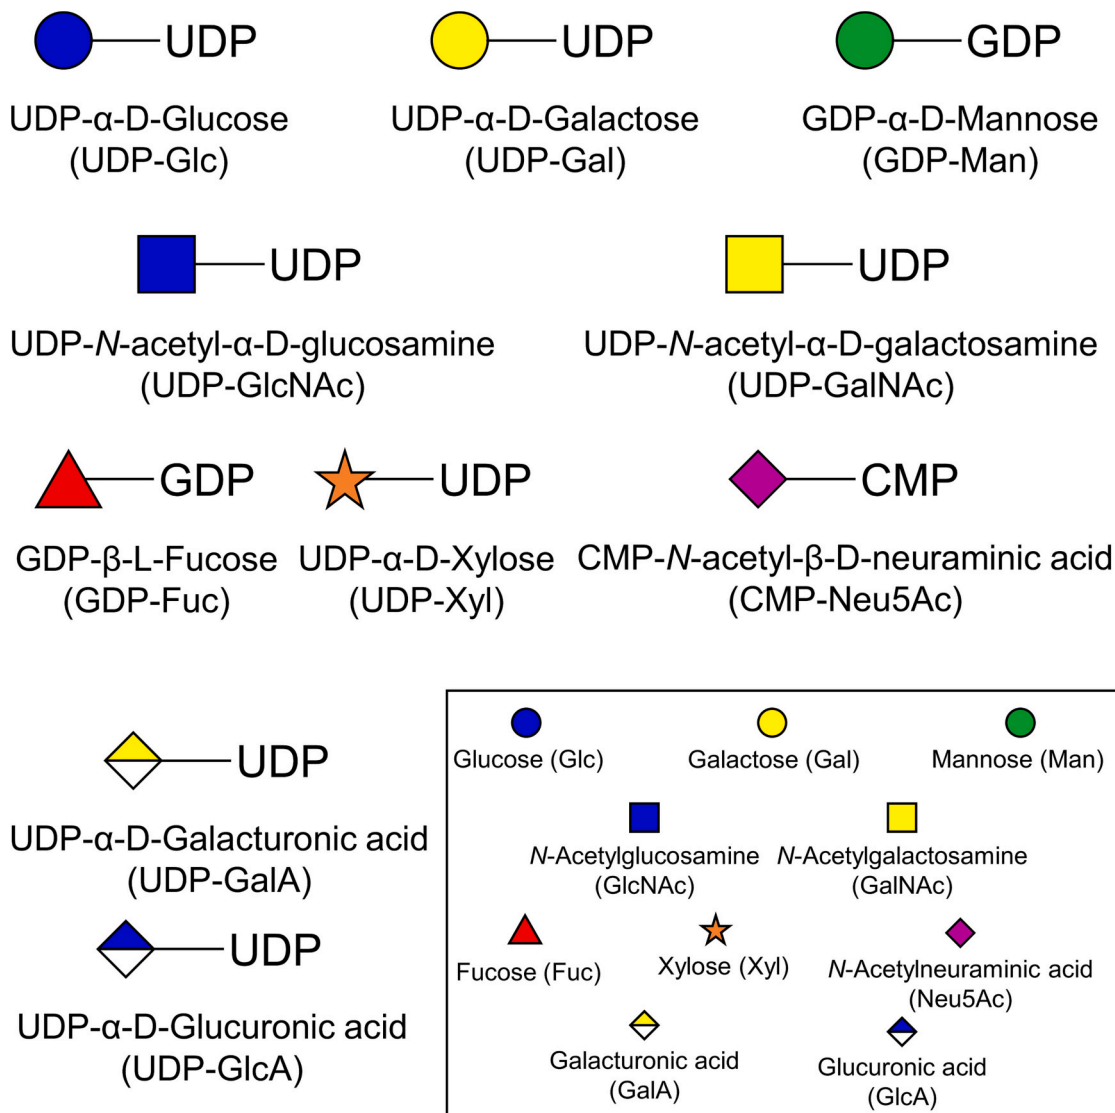 UDP
UDP
GDP
UDP-α-D-Glucose
(UDP-Glc)
UDP-α-D-Galactose
(UDP-Gal)
GDP-α-D-Mannose
(GDP-Man)
UDP
UDP
UDP-N-acetyl-α-D-glucosamine
(UDP-GlcNAc)
UDP-N-acetyl-α-D-galactosamine
(UDP-GalNAc)
GDP
UDP
CMP
GDP-β-L-Fucose
(GDP-Fuc)
UDP-α-D-Xylose
(UDP-Xyl)
CMP-N-acetyl-β-D-neuraminic acid
(CMP-Neu5Ac)
UDP
UDP-α-D-Galacturonic acid
(UDP-GalA)
UDP
UDP-α-D-Glucuronic acid
(UDP-GlcA)
Glucose (Glc)
Galactose (Gal)
Mannose (Man)
N-Acetylglucosamine
(GlcNAc)
N-Acetylgalactosamine
(GalNAc)
Fucose (Fuc)
Xylose (Xyl)
N-Acetylneuraminic acid
(Neu5Ac)
Galacturonic acid
(GalA)
Glucuronic acid
(GlcA)